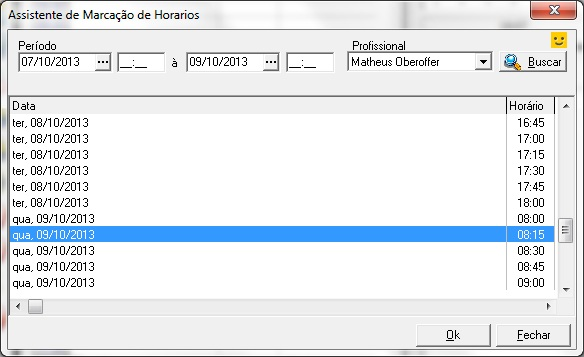 Assistente de Marcação de Horarios
Período
Profissional
07/10/2013 ... __:__ à 09/10/2013 ... __:__ Matheus Oberoffer Buscar
Data Horário
ter, 08/10/2013 16:45
ter, 08/10/2013 17:00
ter, 08/10/2013 17:15
ter, 08/10/2013 17:30
ter, 08/10/2013 17:45
ter, 08/10/2013 18:00
qua, 09/10/2013 08:00
qua, 09/10/2013 08:15
qua, 09/10/2013 08:30
qua, 09/10/2013 08:45
qua, 09/10/2013 09:00
Ok Fechar